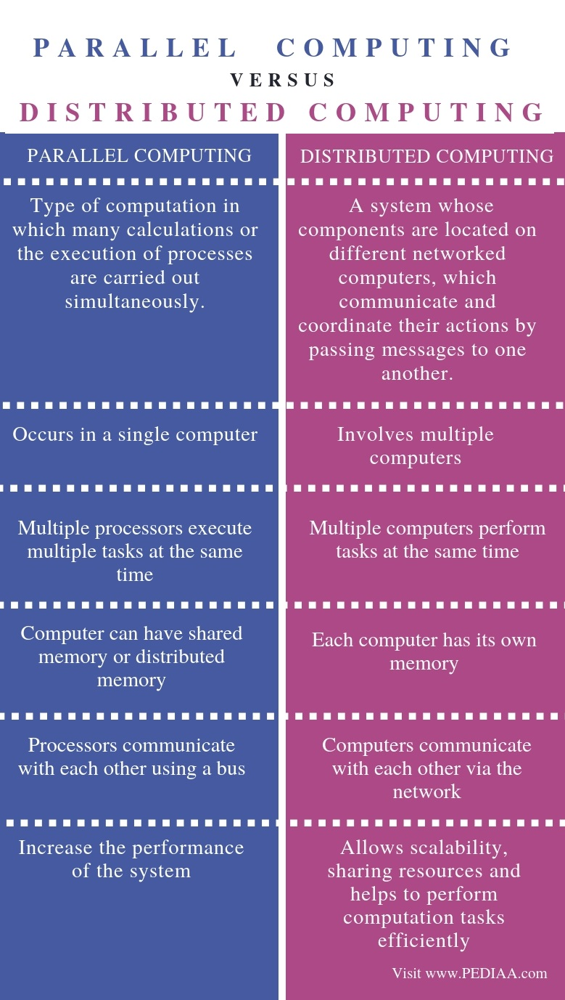 PARALLEL COMPUTING
VERSUS
DISTRIBUTED COMPUTING
PARALLEL COMPUTING
DISTRIBUTED COMPUTING
Type of computation in
which many calculations or
the execution of processes
are carried out
simultaneously.
A system whose
components are located on
different networked
computers, which
communicate and
coordinate their actions by
passing messages to one
another.
Occurs in a single computer
Involves multiple
computers
Multiple processors execute
multiple tasks at the same
time
Multiple computers perform
tasks at the same time
Computer can have shared
memory or distributed
memory
Each computer has its own
memory
Processors communicate
with each other using a bus
Computers communicate
with each other via the
network
Increase the performance
of the system
Allows scalability,
sharing resources and
helps to perform
computation tasks
efficiently
Visit www.PEDIAA.com